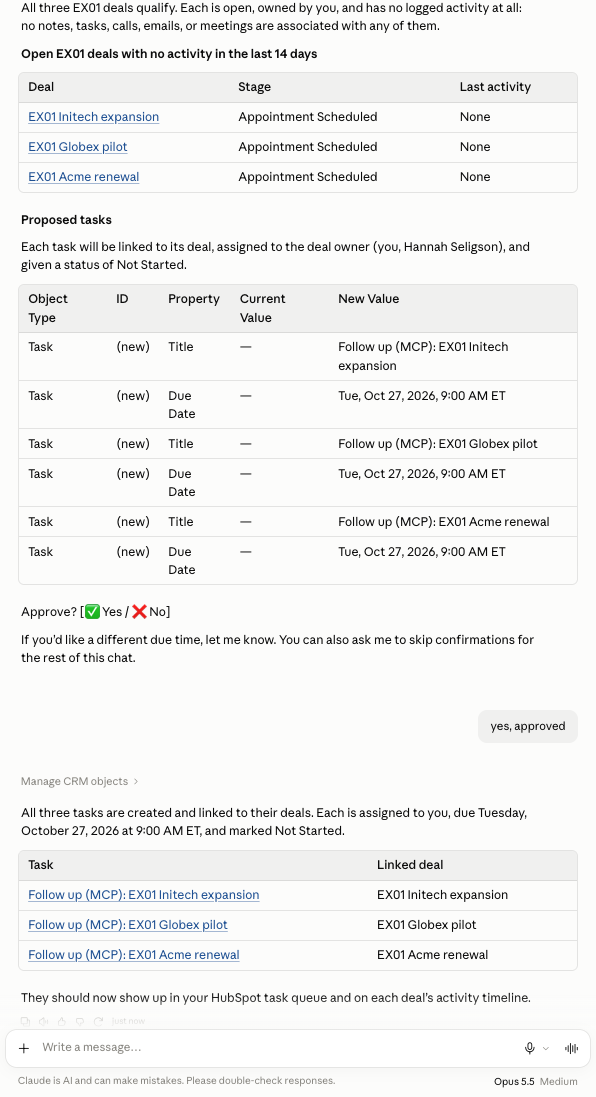 All three EX01 deals qualify. Each is open, owned by you, and has no logged activity at all:
no notes, tasks, calls, emails, or meetings are associated with any of them.
Open EX01 deals with no activity in the last 14 days
Deal Stage Last activity
EX01 Initech expansion Appointment Scheduled None
EX01 Globex pilot Appointment Scheduled None
EX01 Acme renewal Appointment Scheduled None
Proposed tasks
Each task will be linked to its deal, assigned to the deal owner (you, Hannah Seligson), and
given a status of Not Started.
Object ID Property Current New Value
Type Value
Task (new) Title — Follow up (MCP): EX01 Initech
expansion
Task (new) Due — Tue, Oct 27, 2026, 9:00 AM ET
Date
Task (new) Title — Follow up (MCP): EX01 Globex pilot
Task (new) Due — Tue, Oct 27, 2026, 9:00 AM ET
Date
Task (new) Title — Follow up (MCP): EX01 Acme renewal
Task (new) Due — Tue, Oct 27, 2026, 9:00 AM ET
Date
Approve? [✅ Yes / ❌ No]
If you’d like a different due time, let me know. You can also ask me to skip confirmations for
the rest of this chat.
yes, approved
Manage CRM objects >
All three tasks are created and linked to their deals. Each is assigned to you, due Tuesday,
October 27, 2026 at 9:00 AM ET, and marked Not Started.
Task Linked deal
Follow up (MCP): EX01 Initech expansion EX01 Initech expansion
Follow up (MCP): EX01 Globex pilot EX01 Globex pilot
Follow up (MCP): EX01 Acme renewal EX01 Acme renewal
They should now show up in your HubSpot task queue and on each deal’s activity timeline.
just now
Write a message…
Claude is AI and can make mistakes. Please double-check responses.
Opus 5.5 Medium